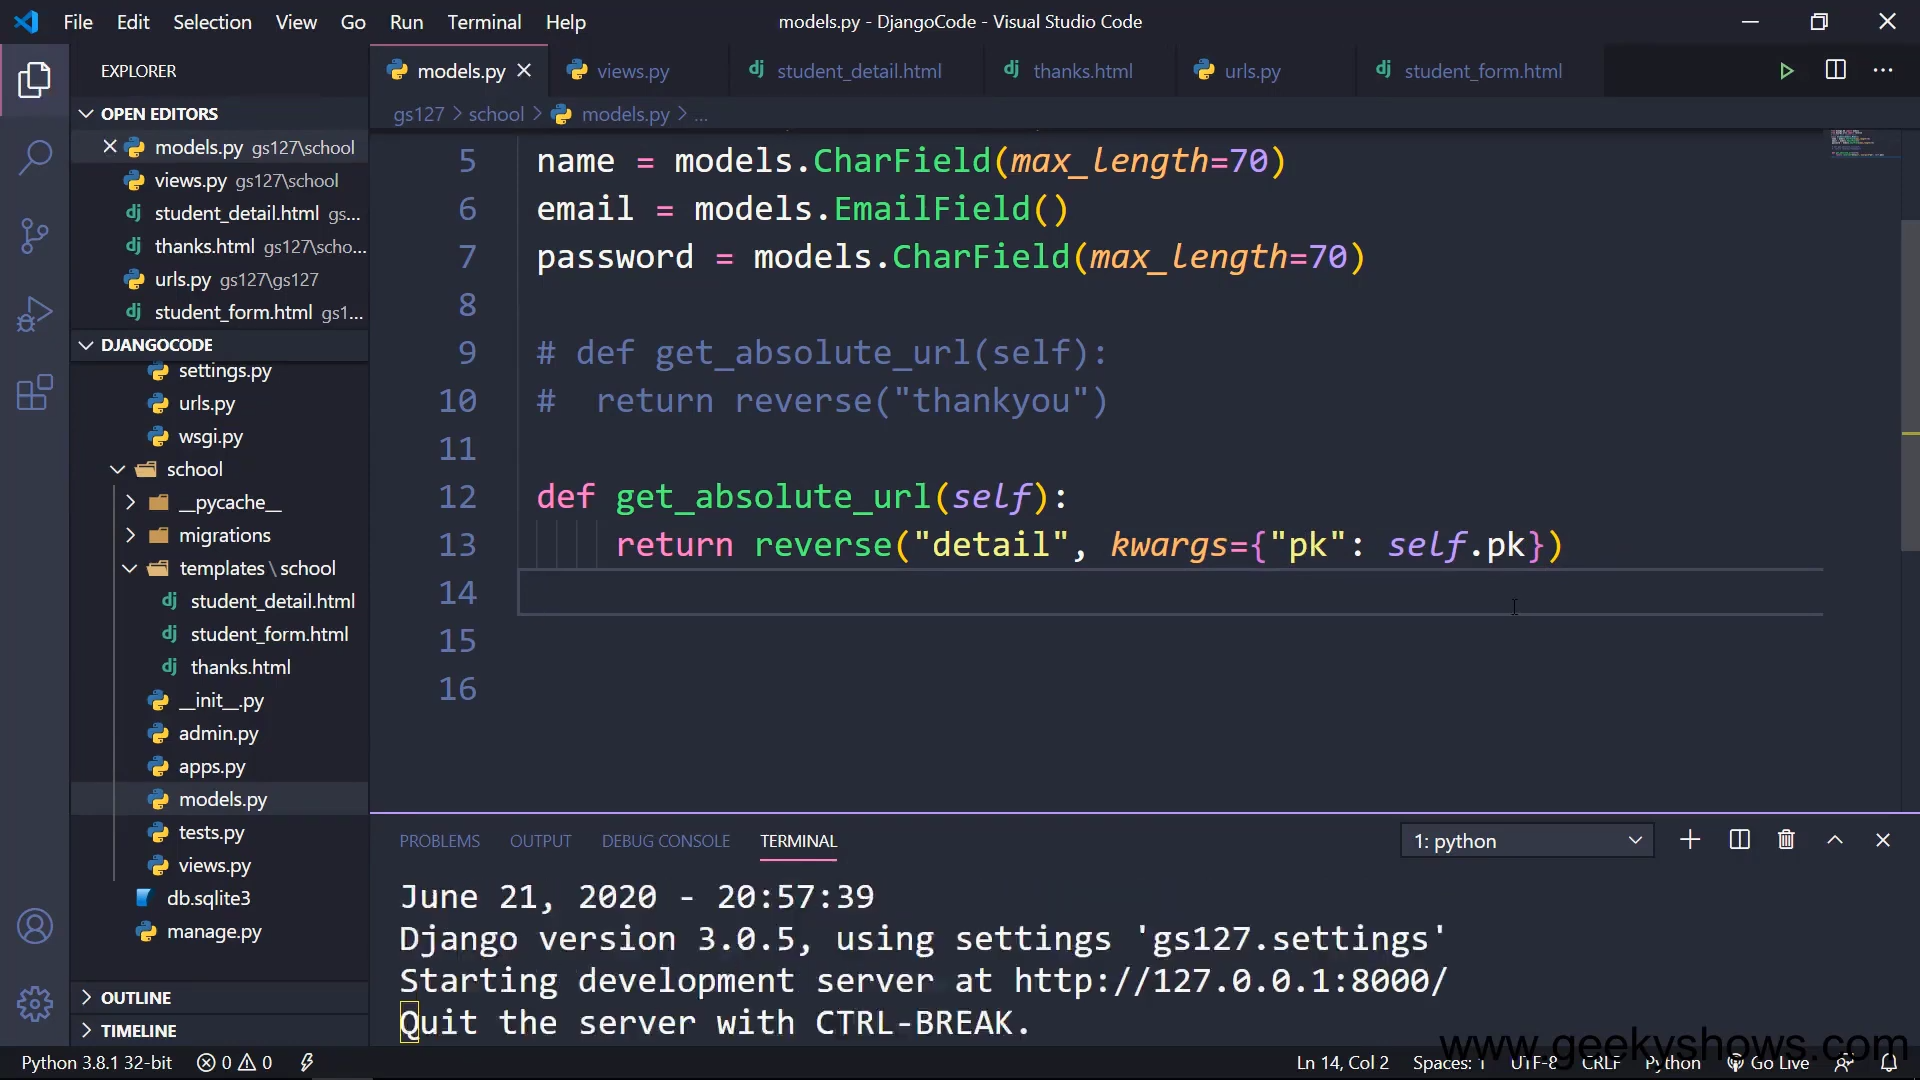 File Edit Selection View Go Run Terminal Help
models.py - DjangoCode - Visual Studio Code
EXPLORER
OPEN EDITORS
models.py gs127\school
views.py gs127\school
student_detail.html gs...
thanks.html gs127\scho...
urls.py gs127\gs127
student_form.html gs1...
DJANGOCODE
settings.py
urls.py
wsgi.py
school
__pycache__
migrations
templates\school
student_detail.html
student_form.html
thanks.html
__init__.py
admin.py
apps.py
models.py
tests.py
views.py
db.sqlite3
manage.py
OUTLINE
TIMELINE
models.py views.py student_detail.html thanks.html urls.py student_form.html
gs127 > school > models.py > ...
5 name = models.CharField(max_length=70)
6 email = models.EmailField()
7 password = models.CharField(max_length=70)
8
9 # def get_absolute_url(self):
10 #  return reverse("thankyou")
11
12 def get_absolute_url(self):
13     return reverse("detail", kwargs={"pk": self.pk})
14
15
16
PROBLEMS OUTPUT DEBUG CONSOLE TERMINAL 1: python
June 21, 2020 - 20:57:39
Django version 3.0.5, using settings 'gs127.settings'
Starting development server at http://127.0.0.1:8000/
Quit the server with CTRL-BREAK.
www.geekyshows.com
Python 3.8.1 32-bit 0 0 Ln 14, Col 2 Spaces: 1 UTF-8 CRLF Python Go Live